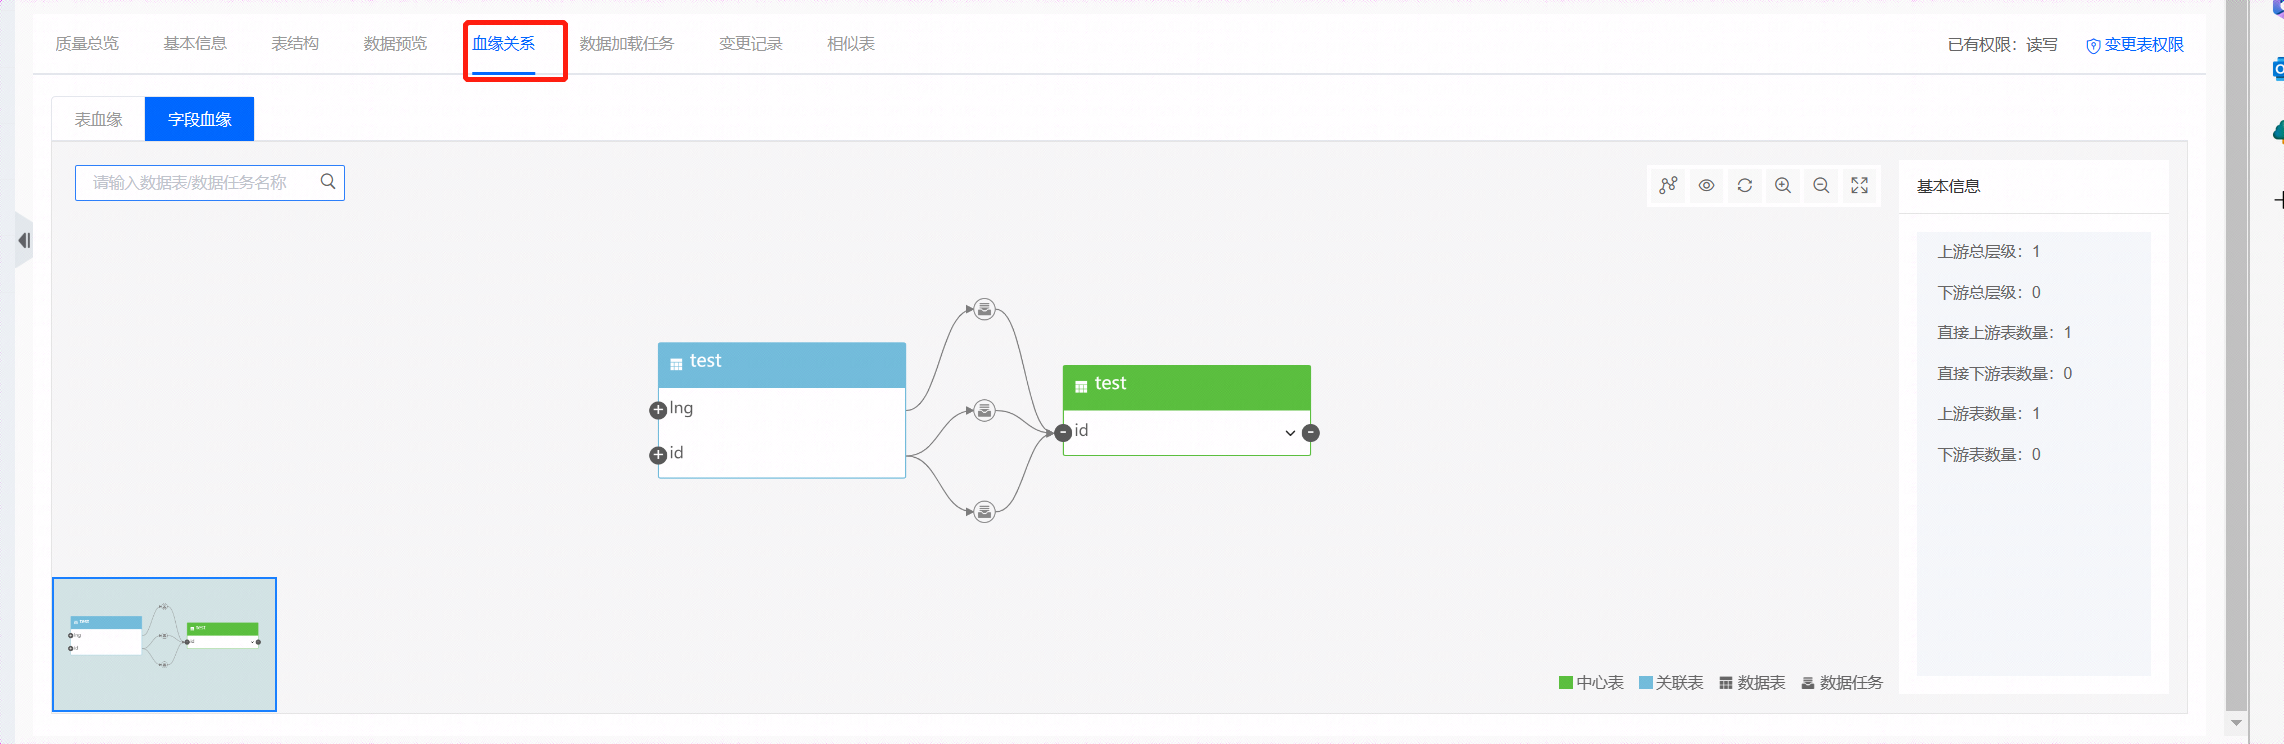 质量总览 基本信息 表结构 数据预览 血缘关系 数据加载任务 变更记录 相似表 已有权限：读写 变更表权限
表血缘 字段血缘
请输入数据表/数据任务名称
test
lng
id
test
id
基本信息
上游总层级：1
下游总层级：0
直接上游表数量：1
直接下游表数量：0
上游表数量：1
下游表数量：0
test
lng
id
test
id
中心表 关联表 数据表 数据任务